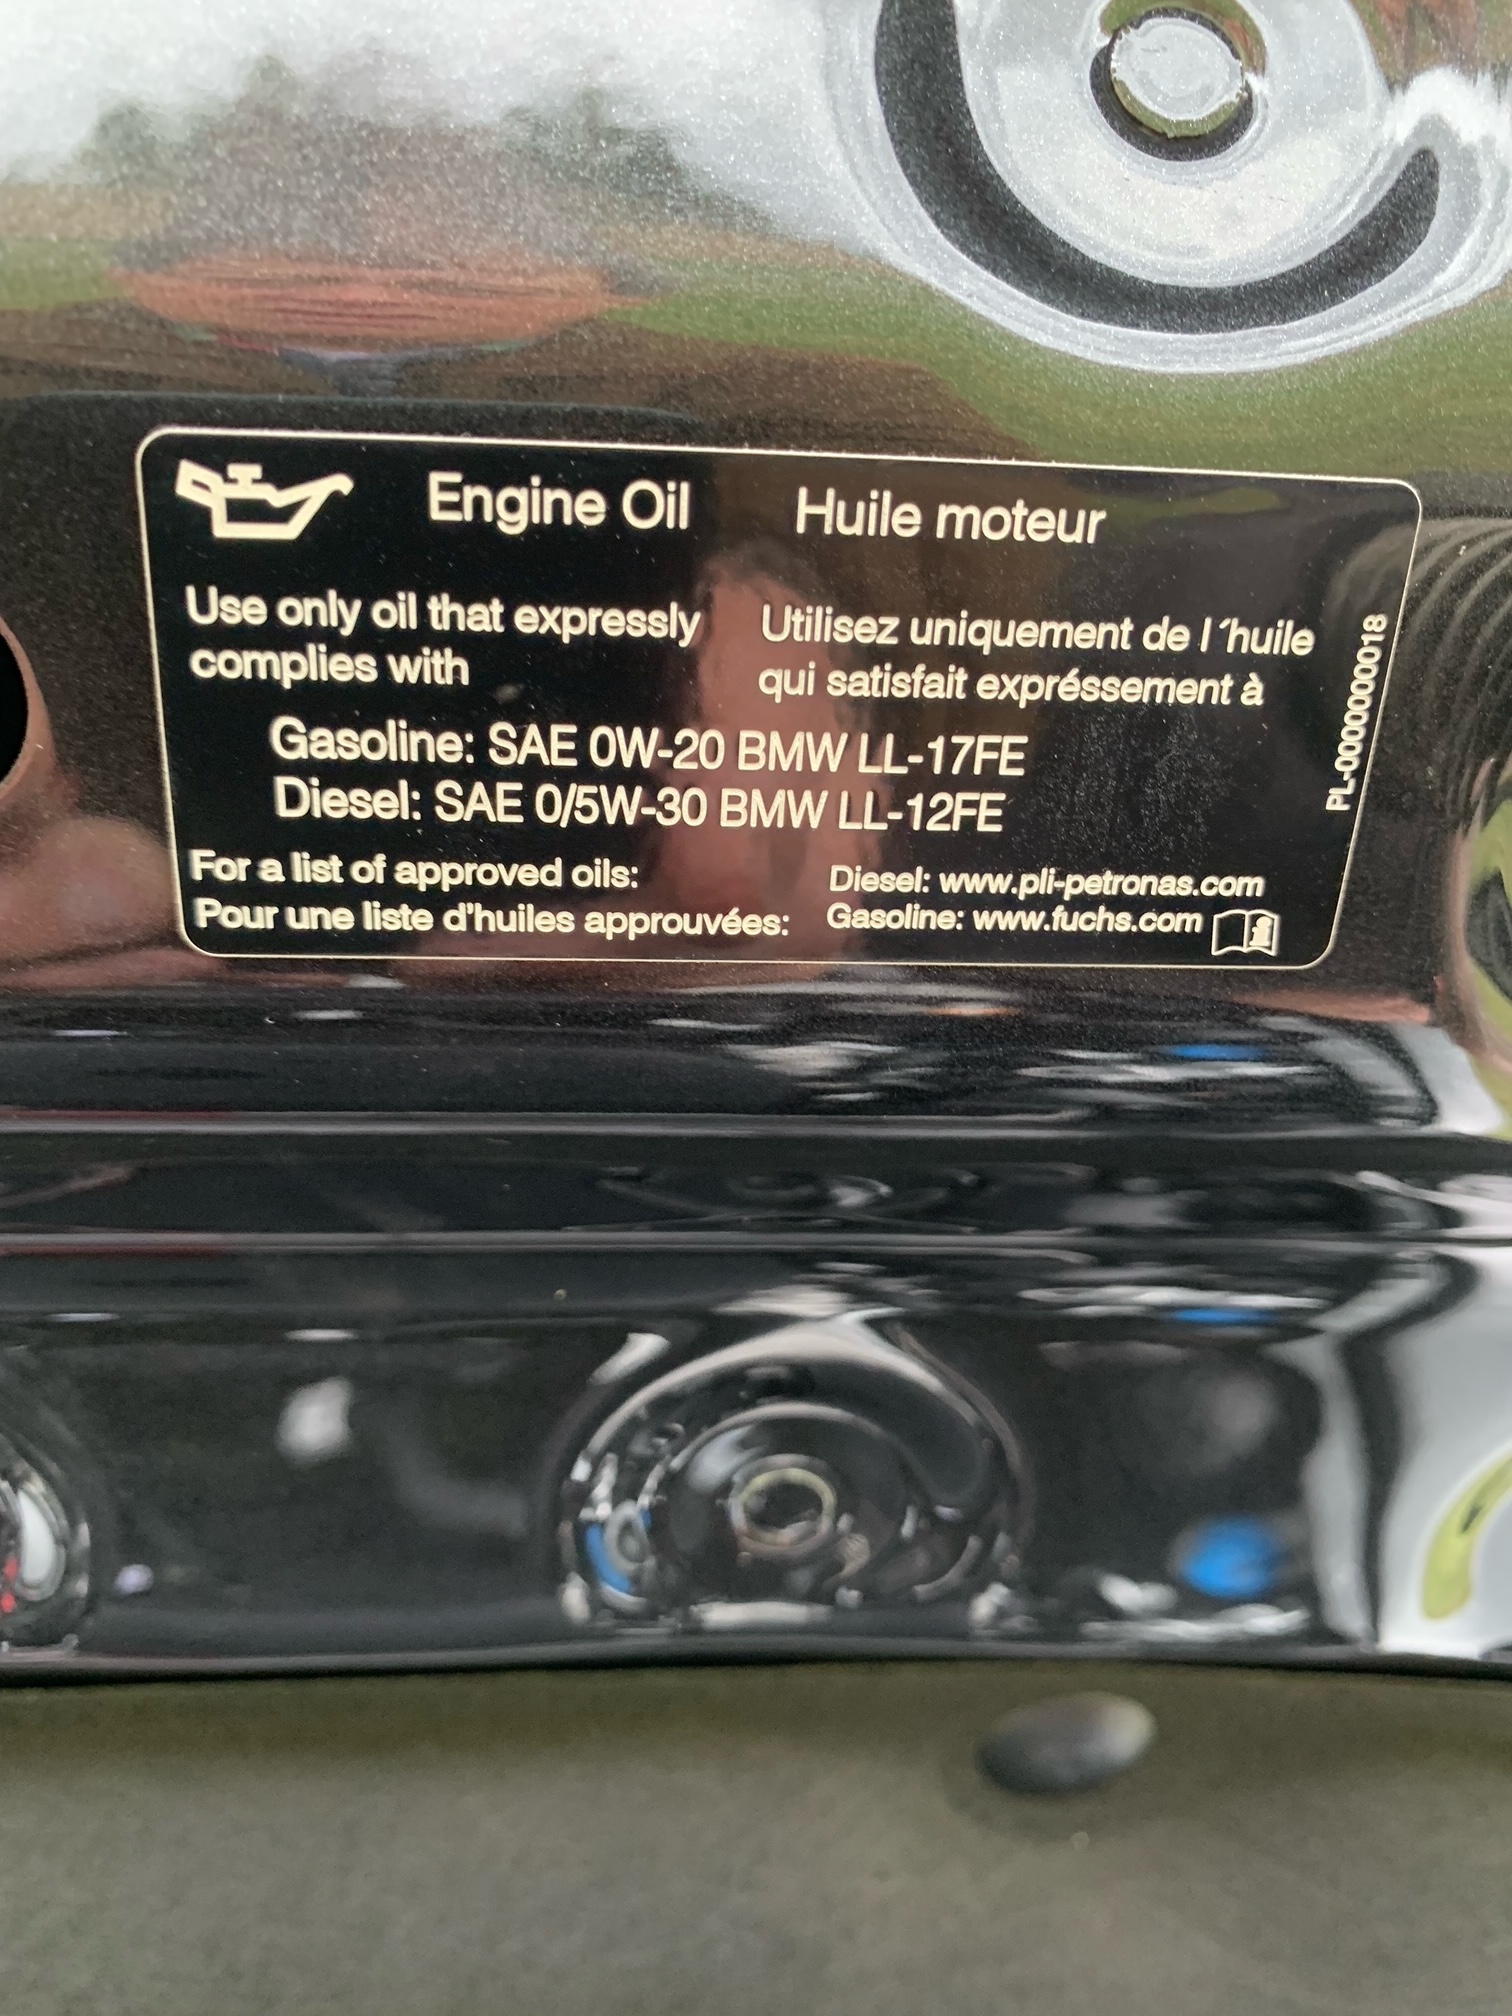 Engine Oil
Huile moteur
Use only oil that expressly
complies with
Utilisez uniquement de l´huile
qui satisfait expréssement à
Gasoline: SAE 0W-20 BMW LL-17FE
Diesel: SAE 0/5W-30 BMW LL-12FE
For a list of approved oils:
Pour une liste d'huiles approuvées:
Diesel: www.pli-petronas.com
Gasoline: www.fuchs.com
PL-0000000018